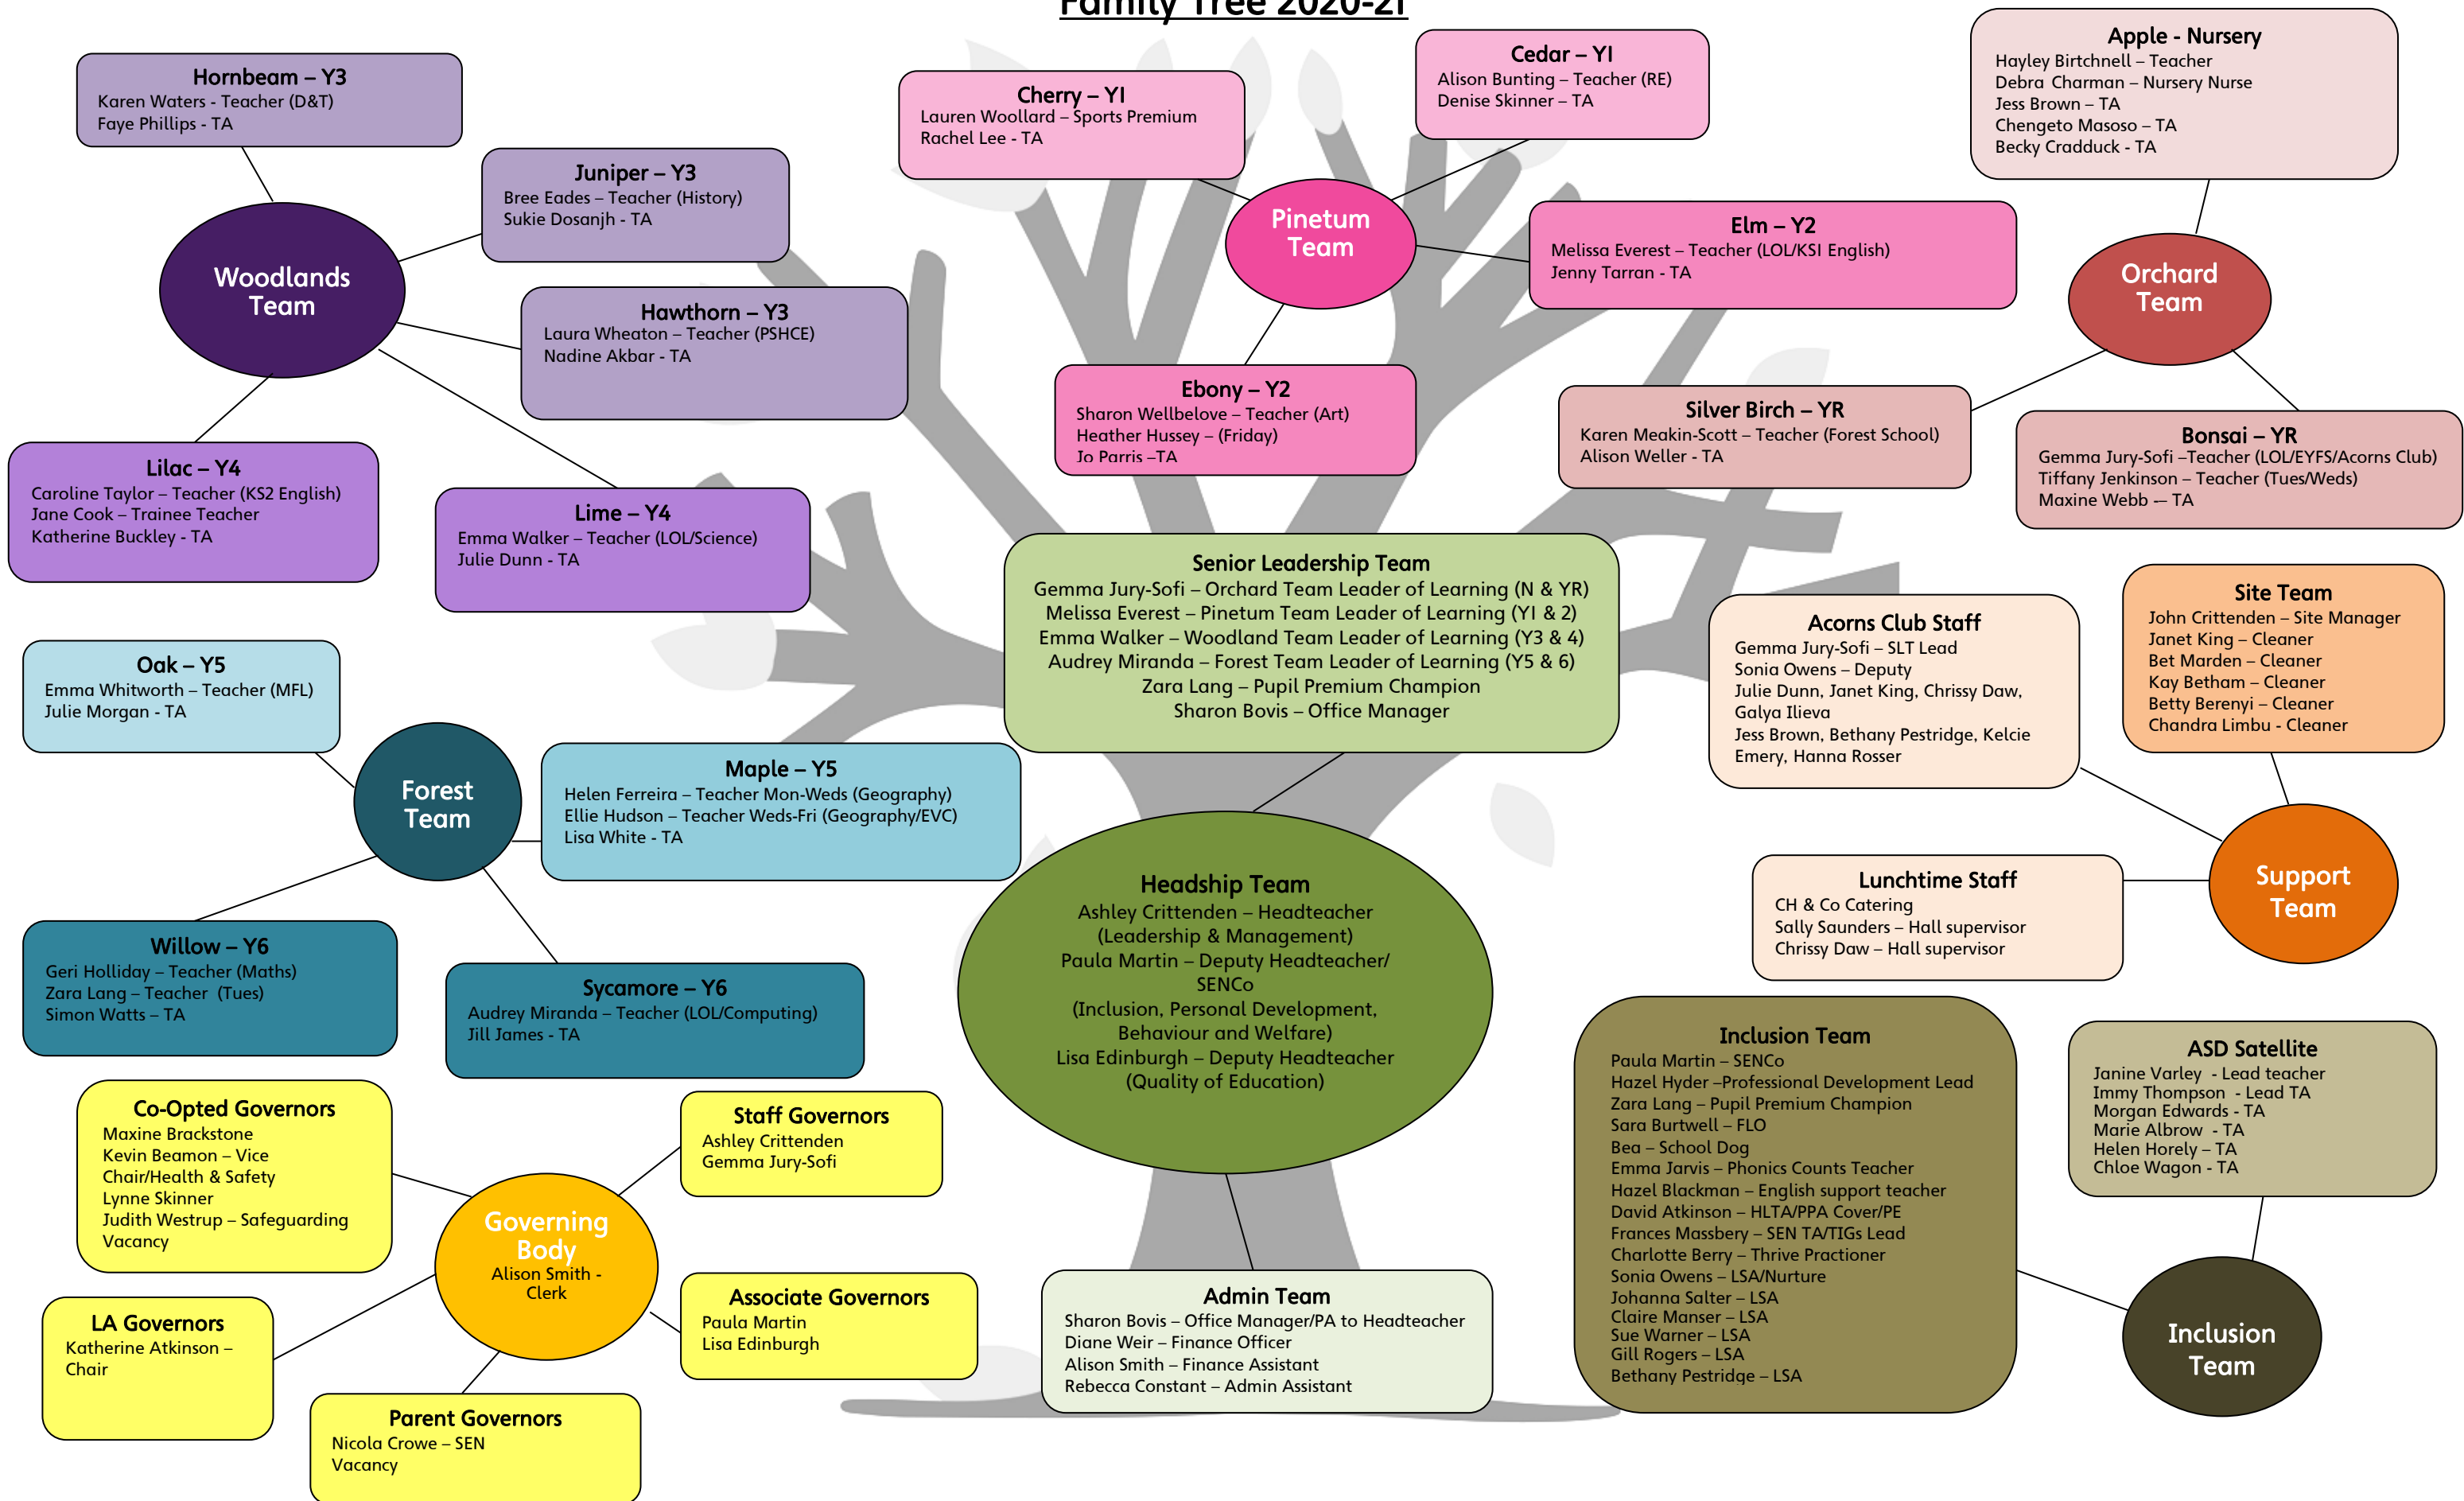 Family Tree 2020-21
Hornbeam – Y3
Karen Waters - Teacher (D&T)
Faye Phillips - TA
Juniper – Y3
Bree Eades – Teacher (History)
Sukie Dosanjh - TA
Woodlands
Team
Hawthorn – Y3
Laura Wheaton – Teacher (PSHCE)
Nadine Akbar - TA
Lilac – Y4
Caroline Taylor – Teacher (KS2 English)
Jane Cook – Trainee Teacher
Katherine Buckley - TA
Lime – Y4
Emma Walker – Teacher (LOL/Science)
Julie Dunn - TA
Cherry – Y1
Lauren Woollard – Sports Premium
Rachel Lee - TA
Cedar – Y1
Alison Bunting – Teacher (RE)
Denise Skinner – TA
Pinetum
Team
Elm – Y2
Melissa Everest – Teacher (LOL/KS1 English)
Jenny Tarran - TA
Ebony – Y2
Sharon Wellbelove – Teacher (Art)
Heather Hussey – (Friday)
Jo Parris –TA
Apple - Nursery
Hayley Birtchnell – Teacher
Debra Charman – Nursery Nurse
Jess Brown – TA
Chengeto Masoso – TA
Becky Cradduck - TA
Orchard
Team
Silver Birch – YR
Karen Meakin-Scott – Teacher (Forest School)
Alison Weller - TA
Bonsai – YR
Gemma Jury-Sofi –Teacher (LOL/EYFS/Acorns Club)
Tiffany Jenkinson – Teacher (Tues/Weds)
Maxine Webb -– TA
Senior Leadership Team
Gemma Jury-Sofi – Orchard Team Leader of Learning (N & YR)
Melissa Everest – Pinetum Team Leader of Learning (Y1 & 2)
Emma Walker – Woodland Team Leader of Learning (Y3 & 4)
Audrey Miranda – Forest Team Leader of Learning (Y5 & 6)
Zara Lang – Pupil Premium Champion
Sharon Bovis – Office Manager
Acorns Club Staff
Gemma Jury-Sofi – SLT Lead
Sonia Owens – Deputy
Julie Dunn, Janet King, Chrissy Daw,
Galya Ilieva
Jess Brown, Bethany Pestridge, Kelcie
Emery, Hanna Rosser
Site Team
John Crittenden – Site Manager
Janet King – Cleaner
Bet Marden – Cleaner
Kay Betham – Cleaner
Betty Berenyi – Cleaner
Chandra Limbu - Cleaner
Oak – Y5
Emma Whitworth – Teacher (MFL)
Julie Morgan - TA
Forest
Team
Maple – Y5
Helen Ferreira – Teacher Mon-Weds (Geography)
Ellie Hudson – Teacher Weds-Fri (Geography/EVC)
Lisa White - TA
Willow – Y6
Geri Holliday – Teacher (Maths)
Zara Lang – Teacher (Tues)
Simon Watts – TA
Sycamore – Y6
Audrey Miranda – Teacher (LOL/Computing)
Jill James - TA
Headship Team
Ashley Crittenden – Headteacher
(Leadership & Management)
Paula Martin – Deputy Headteacher/
SENCo
(Inclusion, Personal Development,
Behaviour and Welfare)
Lisa Edinburgh – Deputy Headteacher
(Quality of Education)
Lunchtime Staff
CH & Co Catering
Sally Saunders – Hall supervisor
Chrissy Daw – Hall supervisor
Support
Team
Inclusion Team
Paula Martin – SENCo
Hazel Hyder –Professional Development Lead
Zara Lang – Pupil Premium Champion
Sara Burtwell – FLO
Bea – School Dog
Emma Jarvis – Phonics Counts Teacher
Hazel Blackman – English support teacher
David Atkinson – HLTA/PPA Cover/PE
Frances Massbery – SEN TA/TIGs Lead
Charlotte Berry – Thrive Practioner
Sonia Owens – LSA/Nurture
Johanna Salter – LSA
Claire Manser – LSA
Sue Warner – LSA
Gill Rogers – LSA
Bethany Pestridge – LSA
ASD Satellite
Janine Varley - Lead teacher
Immy Thompson - Lead TA
Morgan Edwards - TA
Marie Albrow - TA
Helen Horely – TA
Chloe Wagon - TA
Inclusion
Team
Co-Opted Governors
Maxine Brackstone
Kevin Beamon – Vice
Chair/Health & Safety
Lynne Skinner
Judith Westrup – Safeguarding
Vacancy
Staff Governors
Ashley Crittenden
Gemma Jury-Sofi
Governing
Body
Alison Smith -
Clerk
Associate Governors
Paula Martin
Lisa Edinburgh
LA Governors
Katherine Atkinson –
Chair
Parent Governors
Nicola Crowe – SEN
Vacancy
Admin Team
Sharon Bovis – Office Manager/PA to Headteacher
Diane Weir – Finance Officer
Alison Smith – Finance Assistant
Rebecca Constant – Admin Assistant